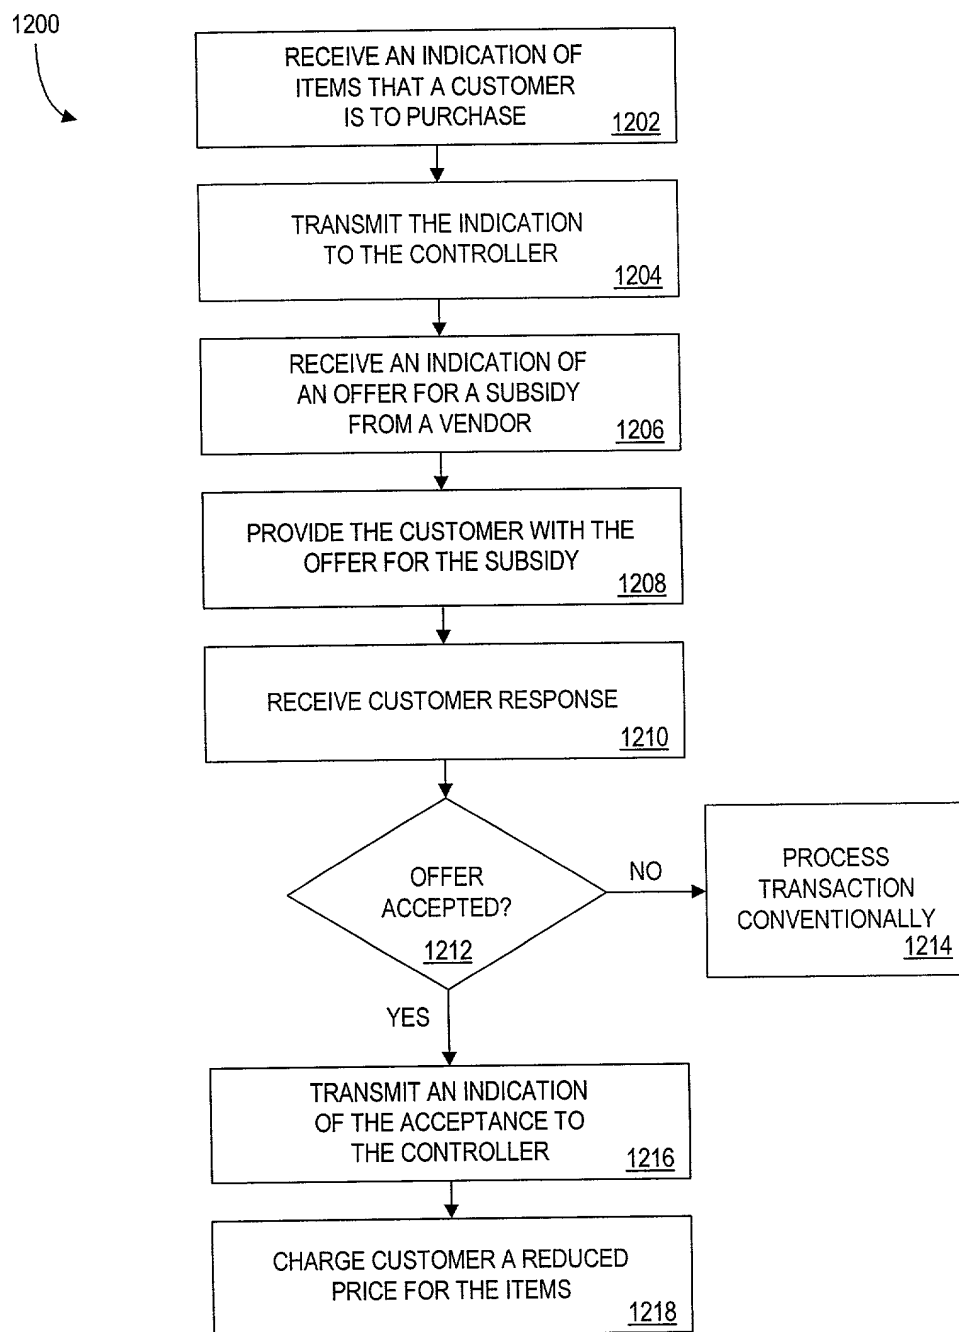 1200
RECEIVE AN INDICATION OF
ITEMS THAT A CUSTOMER
IS TO PURCHASE
1202
TRANSMIT THE INDICATION
TO THE CONTROLLER
1204
RECEIVE AN INDICATION OF
AN OFFER FOR A SUBSIDY
FROM A VENDOR
1206
PROVIDE THE CUSTOMER WITH THE
OFFER FOR THE SUBSIDY
1208
RECEIVE CUSTOMER RESPONSE
1210
OFFER
ACCEPTED?
1212
NO
PROCESS
TRANSACTION
CONVENTIONALLY
1214
YES
TRANSMIT AN INDICATION
OF THE ACCEPTANCE TO
THE CONTROLLER
1216
CHARGE CUSTOMER A REDUCED
PRICE FOR THE ITEMS
1218